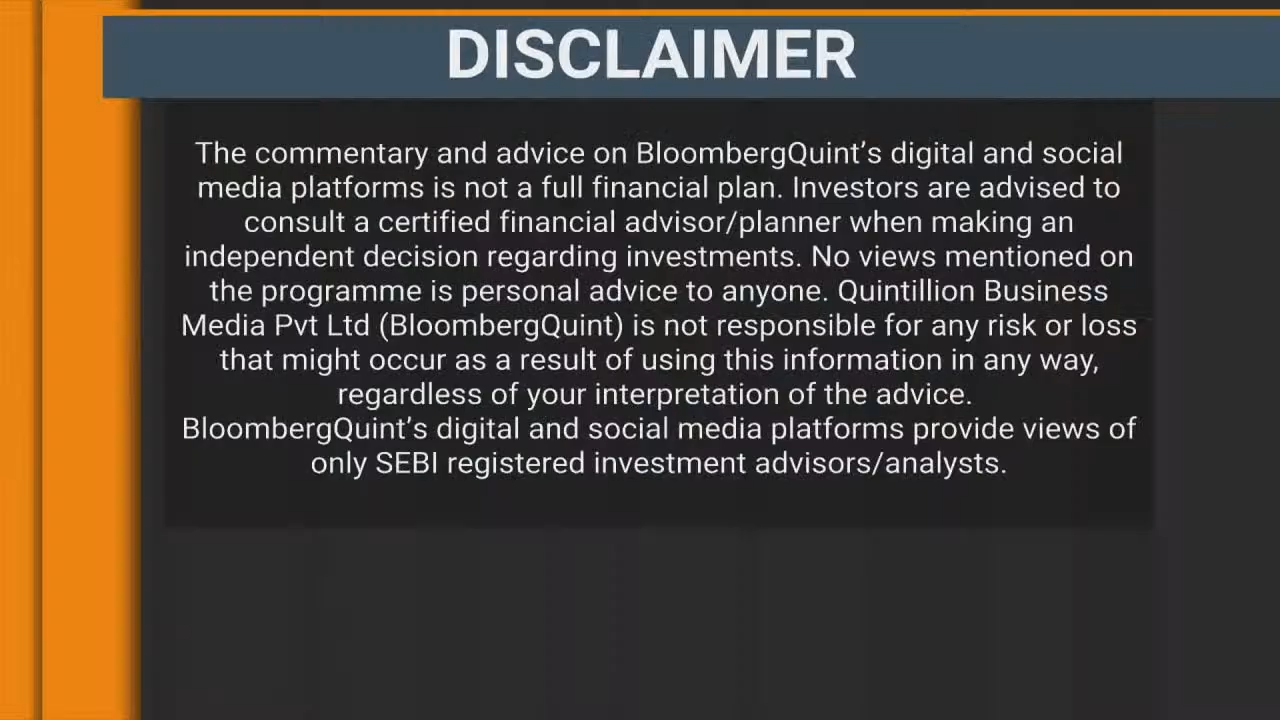 DISCLAIMER
The commentary and advice on BloombergQuint's digital and social
media platforms is not a full financial plan. Investors are advised to
consult a certified financial advisor/planner when making an
independent decision regarding investments. No views mentioned on
the programme is personal advice to anyone. Quintillion Business
Media Pvt Ltd (BloombergQuint) is not responsible for any risk or loss
that might occur as a result of using this information in any way,
regardless of your interpretation of the advice.
BloombergQuint's digital and social media platforms provide views of
only SEBI registered investment advisors/analysts.